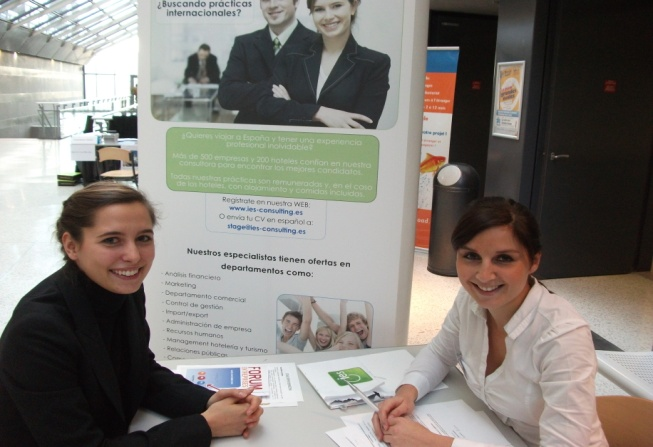 ¿Buscando prácticas
internacionales?
¿Quieres viajar a España y tener una experiencia
profesional inolvidable?
Más de 500 empresas y 200 hoteles confían en nuestra
consultora para encontrar los mejores candidatos.
Todas nuestras prácticas son remuneradas y, en el caso
de los hoteles, con alojamiento y comidas incluidos.
Regístrate en nuestra WEB:
www.ies-consulting.es
O envía tu CV en español a:
stage@ies-consulting.es
Nuestros especialistas tienen ofertas en
departamentos como:
- Análisis financiero
- Marketing
- Departamento comercial
- Control de gestión
- Import/export
- Administración de empresa
- Recursos humanos
- Management hotelería y turismo
- Relaciones públicas
FORUM